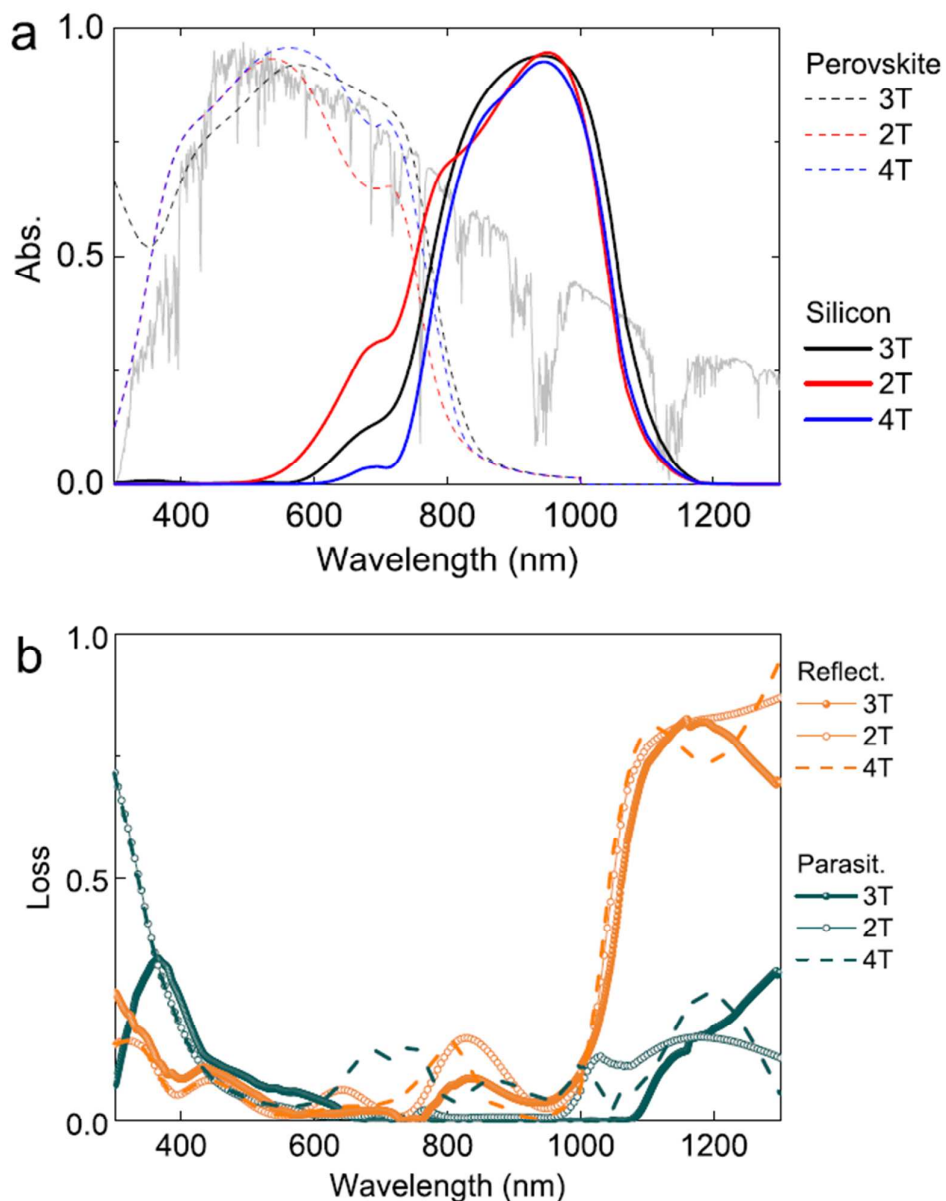 a
1.0
0.5
0.0
Abs.
400
600
800
1000
1200
Wavelength (nm)
Perovskite
3T
2T
4T
Silicon
3T
2T
4T
b
1.0
0.5
0.0
Loss
400
600
800
1000
1200
Wavelength (nm)
Reflect.
3T
2T
4T
Parasit.
3T
2T
4T